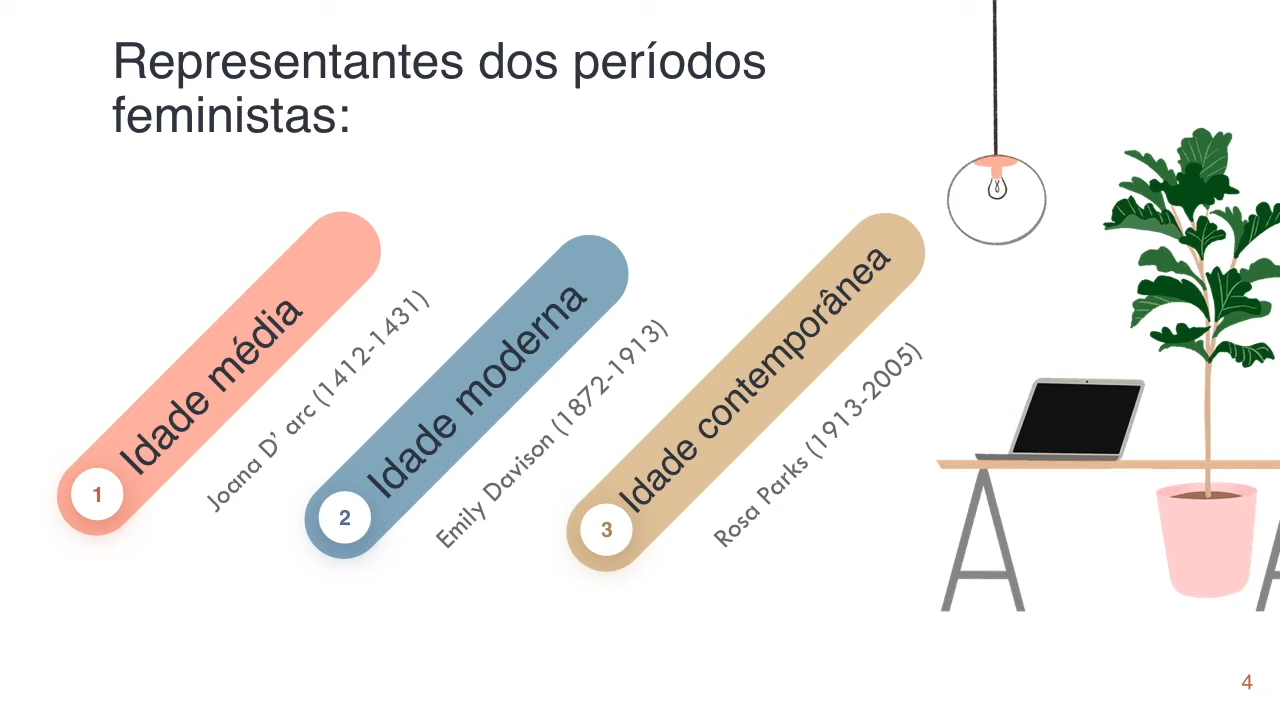 Representantes dos períodos
feministas:
1
Idade média
Joana D’ arc (1412-1431)
2
Idade moderna
Emily Davison (1872-1913)
3
Idade contemporânea
Rosa Parks (1913-2005)
4